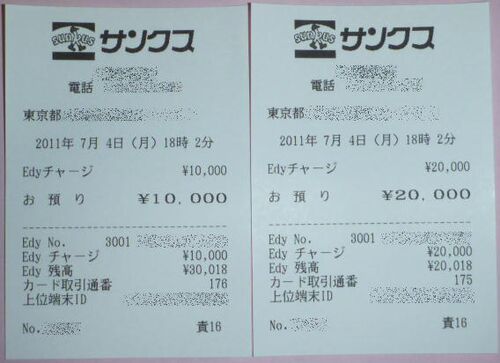 sunkus サンクス
電話
東京都
2011年 7月 4日（月）18時 2分
Edyチャージ ¥10,000
お 預 り ¥10,000
Edy No. 3001
Edy チャージ ¥10,000
Edy 残高 ¥30,018
カード取引通番 176
上位端末ID
No. 責16
sunkus サンクス
電話
東京都
2011年 7月 4日（月）18時 2分
Edyチャージ ¥20,000
お 預 り ¥20,000
Edy No. 3001
Edy チャージ ¥20,000
Edy 残高 ¥20,018
カード取引通番 175
上位端末ID
No. 責16